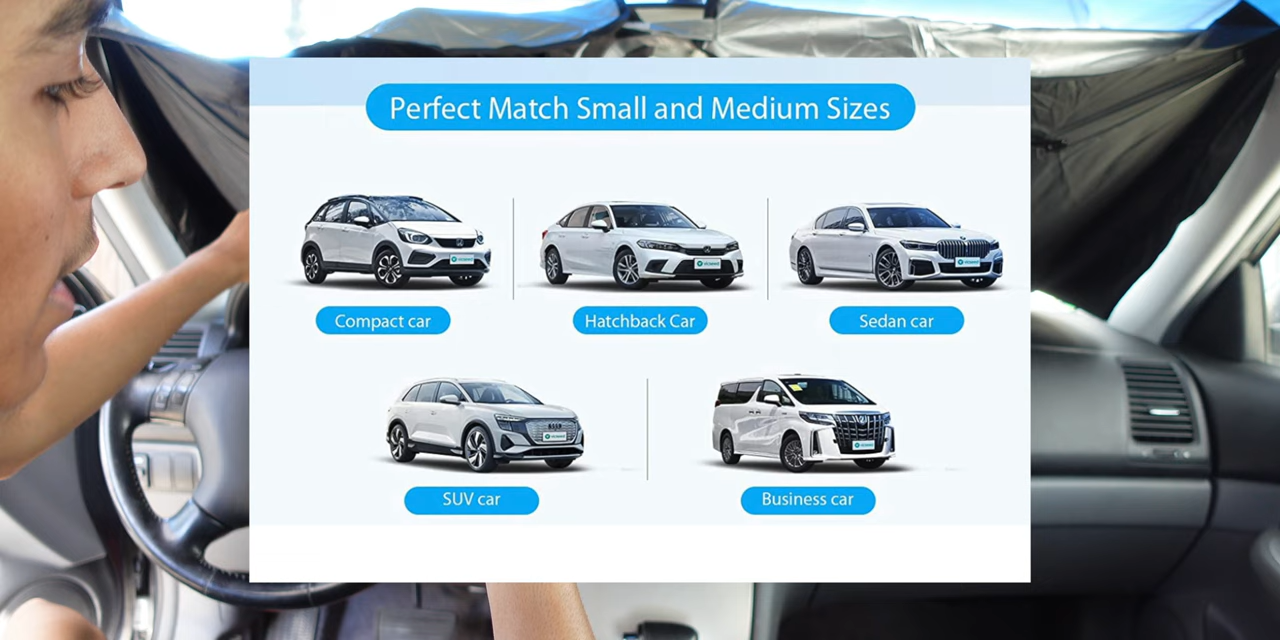 Perfect Match Small and Medium Sizes
Compact car
Hatchback Car
Sedan car
SUV car
Business car